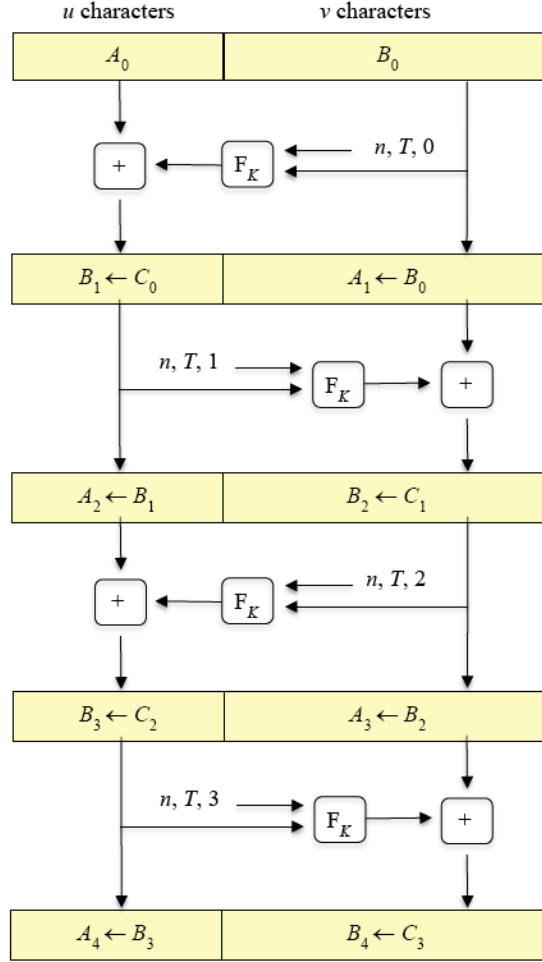 u characters v characters
A0 B0
n, T, 0
+ FK
B1 ← C0 A1 ← B0
n, T, 1
FK +
A2 ← B1 B2 ← C1
n, T, 2
+ FK
B3 ← C2 A3 ← B2
n, T, 3
FK +
A4 ← B3 B4 ← C3